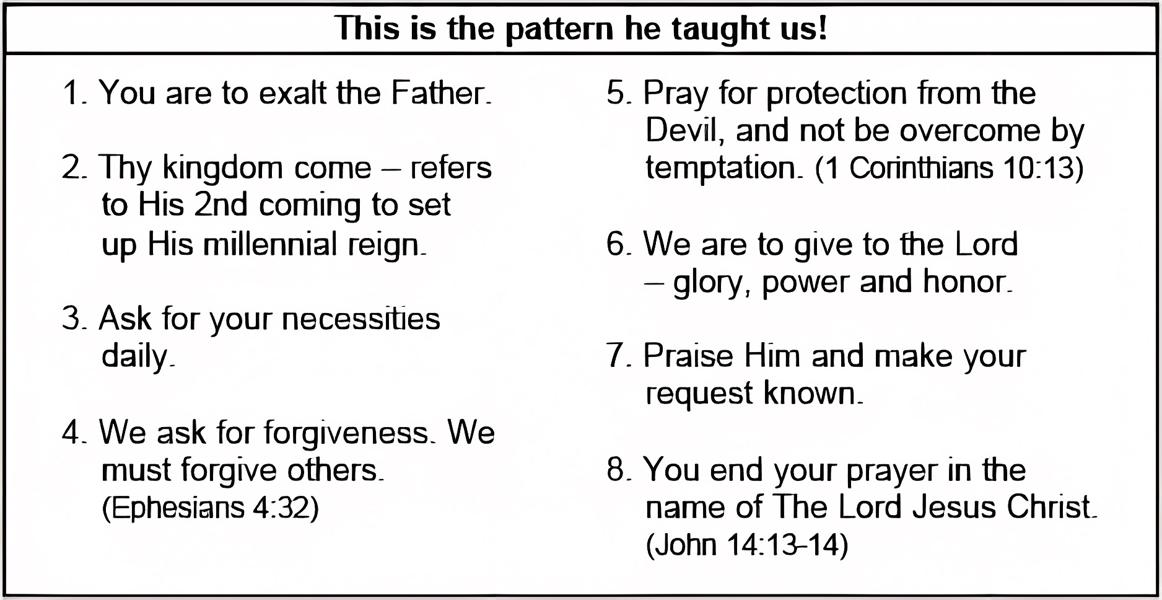 This is the pattern he taught us!
1. You are to exalt the Father.
2. Thy kingdom come – refers
to His 2nd coming to set
up His millennial reign.
3. Ask for your necessities
daily.
4. We ask for forgiveness. We
must forgive others.
(Ephesians 4:32)
5. Pray for protection from the
Devil, and not be overcome by
temptation. (1 Corinthians 10:13)
6. We are to give to the Lord
– glory, power and honor.
7. Praise Him and make your
request known.
8. You end your prayer in the
name of The Lord Jesus Christ.
(John 14:13-14)